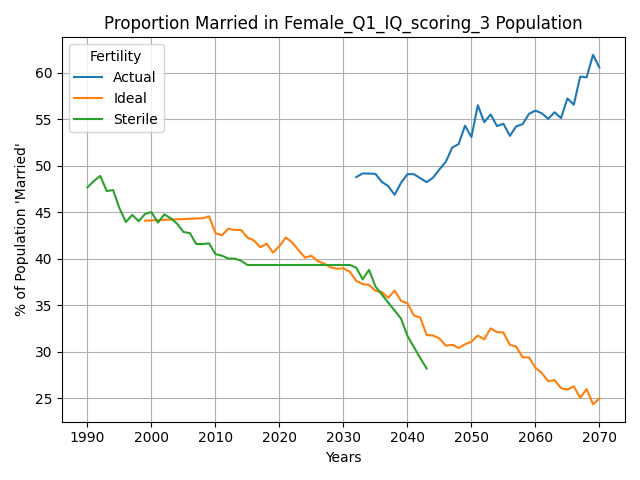 Proportion Married in Female_Q1_IQ_scoring_3 Population
Fertility
Actual
Ideal
Sterile
% of Population 'Married'
60
55
50
45
40
35
30
25
1990 2000 2010 2020 2030 2040 2050 2060 2070
Years